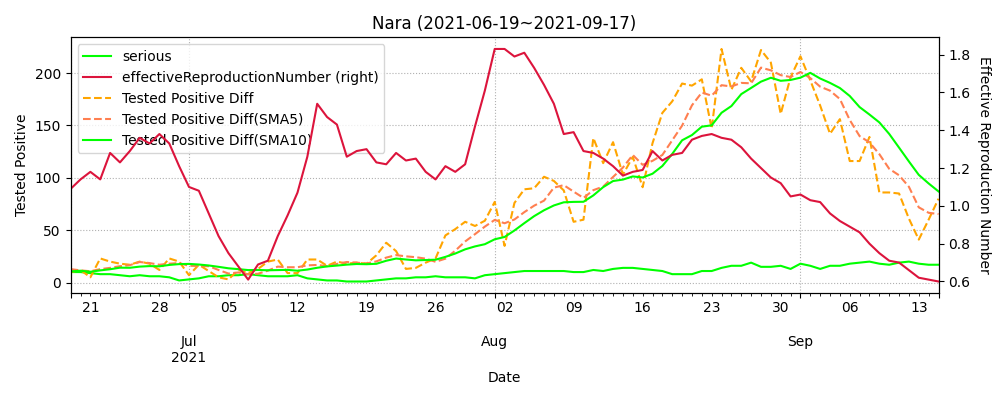 Nara (2021-06-19~2021-09-17)
serious
effectiveReproductionNumber (right)
Tested Positive Diff
Tested Positive Diff(SMA5)
Tested Positive Diff(SMA10)
Tested Positive
200
150
100
50
0
1.8
1.6
1.4
1.2
1.0
0.8
0.6
Effective Reproduction Number
21 28 05 12 19 26 02 09 16 23 30 06 13
Jul Aug Sep
2021
Date